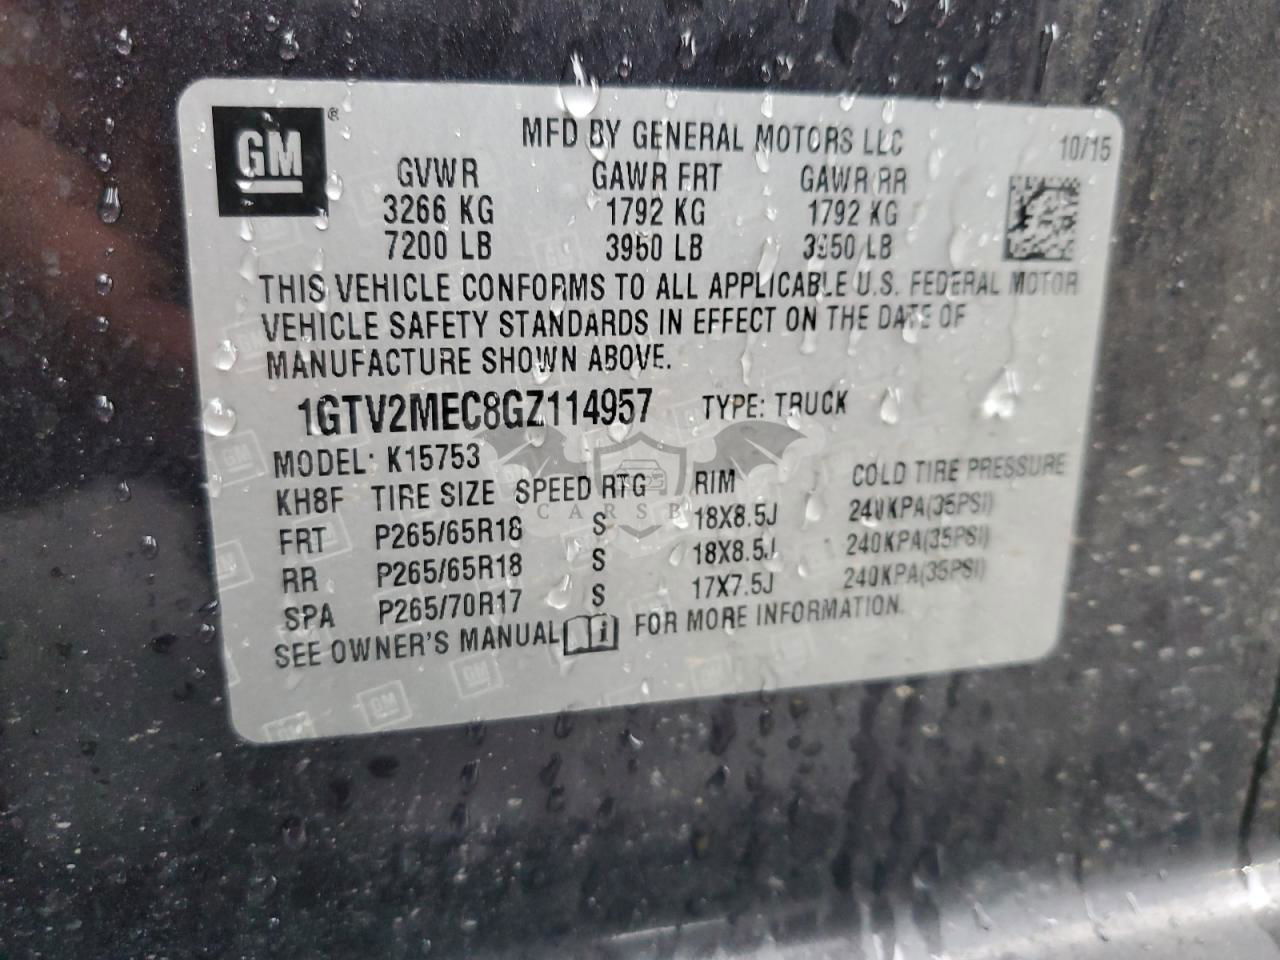 GM®
MFD BY GENERAL MOTORS LLC
10/15
GVWR GAWR FRT GAWR RR
3266 KG 1792 KG 1792 KG
7200 LB 3950 LB 3950 LB
THIS VEHICLE CONFORMS TO ALL APPLICABLE U.S. FEDERAL MOTOR
VEHICLE SAFETY STANDARDS IN EFFECT ON THE DATE OF
MANUFACTURE SHOWN ABOVE.
1GTV2MEC8GZ114957 TYPE: TRUCK
MODEL: K15753
KH8F TIRE SIZE SPEED RTG RIM COLD TIRE PRESSURE
FRT P265/65R18 S 18X8.5J 240KPA(35PSI)
RR P265/65R18 S 18X8.5J 240KPA(35PSI)
SPA P265/70R17 S 17X7.5J 240KPA(35PSI)
SEE OWNER'S MANUAL i FOR MORE INFORMATION.